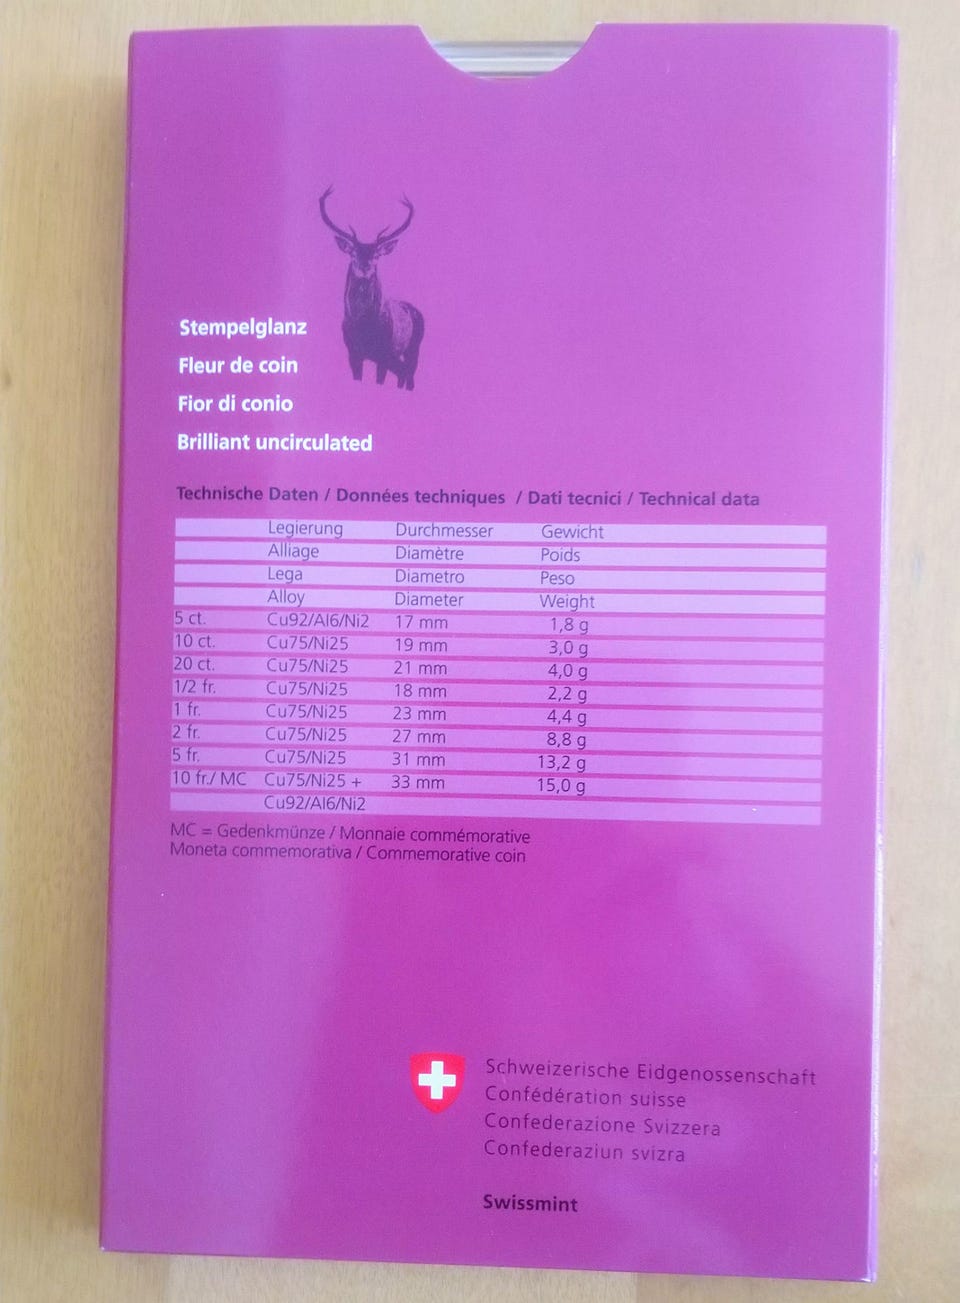 Stempelglanz
Fleur de coin
Fior di conio
Brilliant uncirculated
Technische Daten / Données techniques / Dati tecnici / Technical data
Legierung Durchmesser Gewicht
Alliage Diamètre Poids
Lega Diametro Peso
Alloy Diameter Weight
5 ct. Cu92/Al6/Ni2 17 mm 1,8 g
10 ct. Cu75/Ni25 19 mm 3,0 g
20 ct. Cu75/Ni25 21 mm 4,0 g
1/2 fr. Cu75/Ni25 18 mm 2,2 g
1 fr. Cu75/Ni25 23 mm 4,4 g
2 fr. Cu75/Ni25 27 mm 8,8 g
5 fr. Cu75/Ni25 31 mm 13,2 g
10 fr./ MC Cu75/Ni25 + 33 mm 15,0 g
Cu92/Al6/Ni2
MC = Gedenkmünze / Monnaie commémorative
Moneta commemorativa / Commemorative coin
Schweizerische Eidgenossenschaft
Confédération suisse
Confederazione Svizzera
Confederaziun svizra
Swissmint